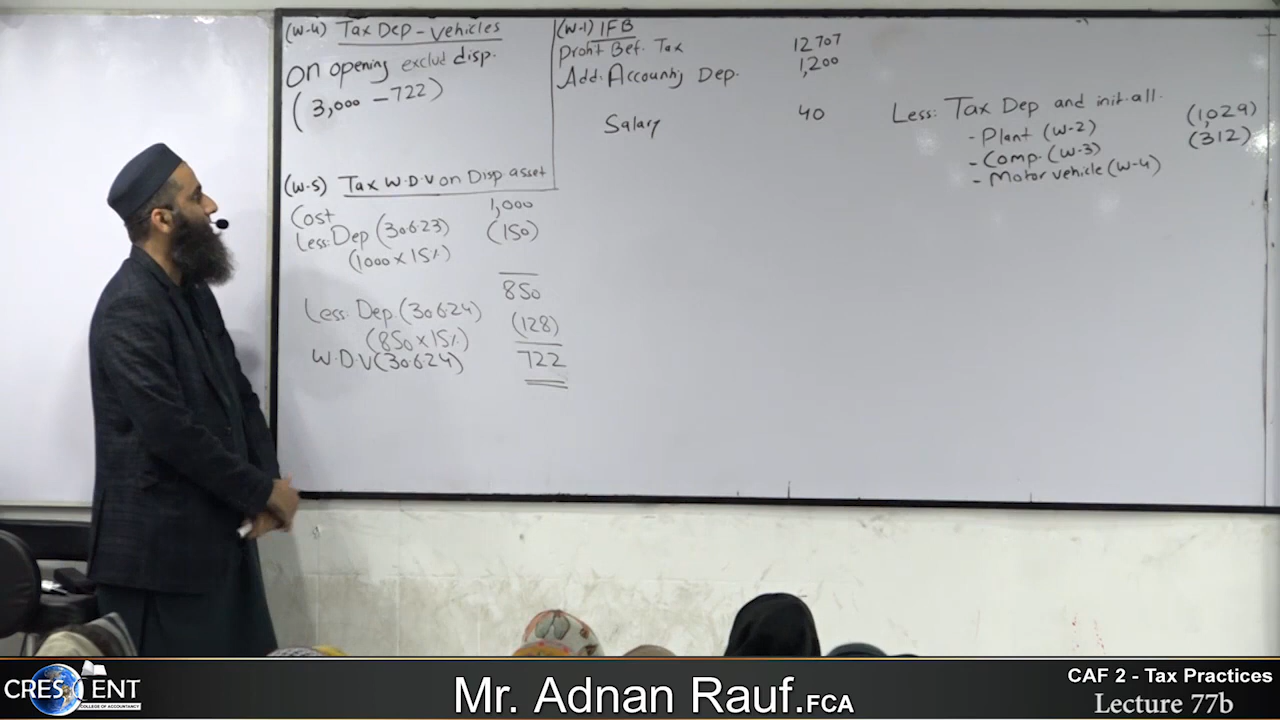 (W-4) Tax Dep - Vehicles
On opening exclud disp.
(3,000 - 722)
(W-5) Tax W.D.V on Disp asset
Cost 1,000
Less: Dep (30.6.23) (150)
(1000 x 15%)
850
Less: Dep. (30.6.24) (128)
(850 x 15%)
W.D.V (30.6.24) 722
(W-1) IFB
Profit Bef. Tax 12707
Add: Accounting Dep. 1,200
Salary 40
Less: Tax Dep and init.all.
- Plant (W-2) (1,029)
- Comp. (W-3) (312)
- Motor vehicle (W-4)
CRESCENT
COLLEGE OF ACCOUNTANCY
Mr. Adnan Rauf.FCA
CAF 2 - Tax Practices
Lecture 77b